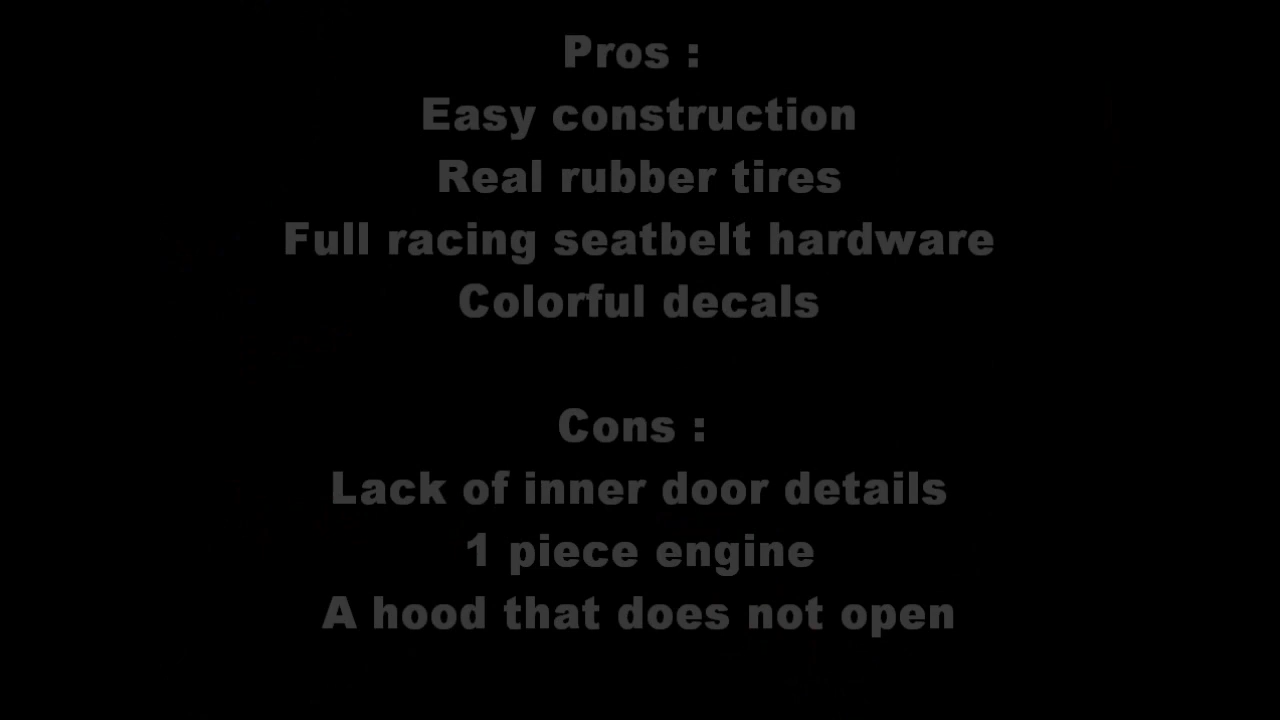 Pros :
Easy construction
Real rubber tires
Full racing seatbelt hardware
Colorful decals
Cons :
Lack of inner door details
1 piece engine
A hood that does not open